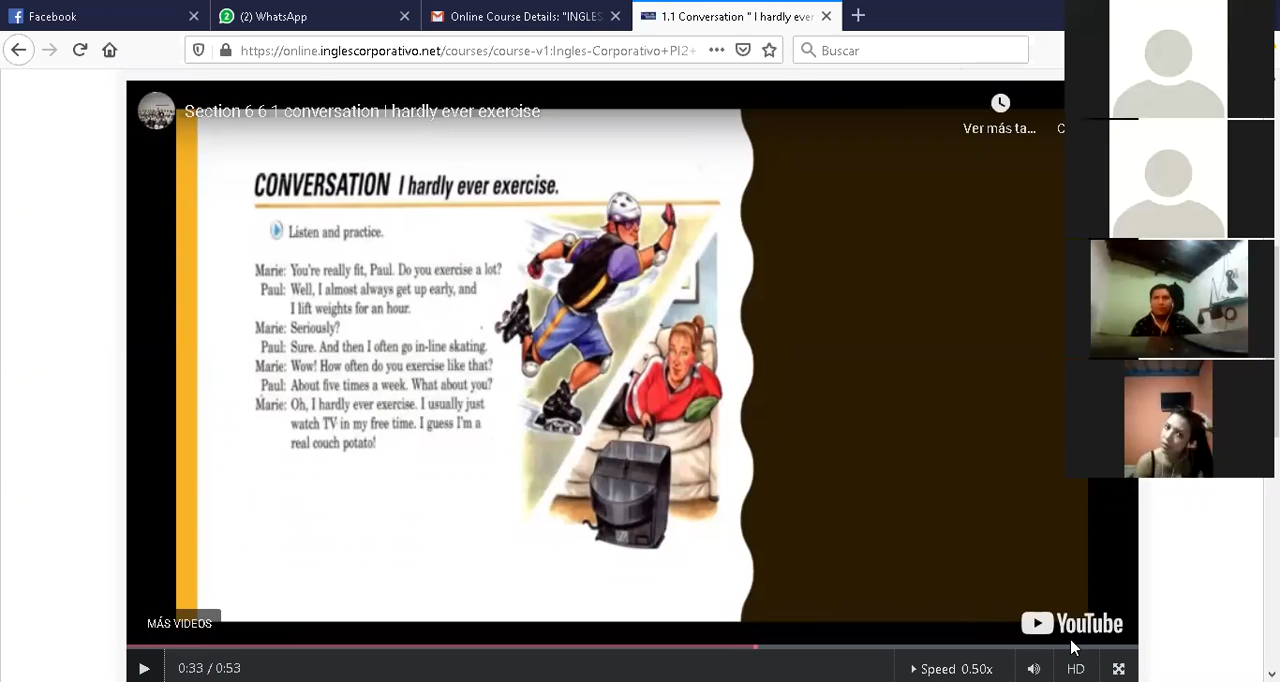 Facebook
(2) WhatsApp
Online Course Details: "INGLES
1.1 Conversation " I hardly ever
https://online.inglescorporativo.net/courses/course-v1:Ingles-Corporativo+PI2+
Buscar
Section 6 6 1 conversation I hardly ever exercise
Ver más ta...
CONVERSATION I hardly ever exercise.
Listen and practice.
Marie: You're really fit, Paul. Do you exercise a lot?
Paul: Well, I almost always get up early, and
I lift weights for an hour.
Marie: Seriously?
Paul: Sure. And then I often go in-line skating.
Marie: Wow! How often do you exercise like that?
Paul: About five times a week. What about you?
Marie: Oh, I hardly ever exercise. I usually just
watch TV in my free time. I guess I'm a
real couch potato!
MÁS VIDEOS
YouTube
0:33 / 0:53
Speed 0.50x
HD